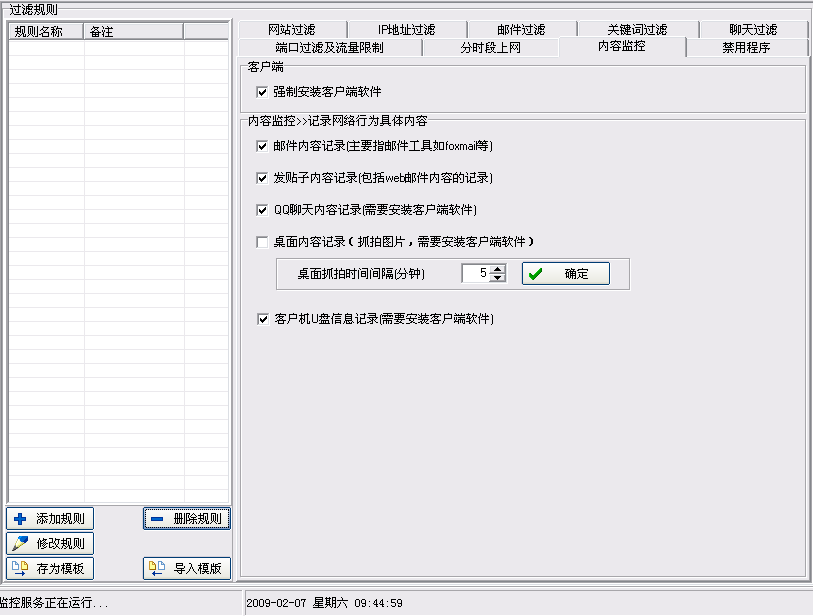 过滤规则
规则名称 备注
网站过滤 IP地址过滤 邮件过滤 关键词过滤 聊天过滤
端口过滤及流量限制 分时段上网 内容监控 禁用程序
客户端
强制安装客户端软件
内容监控>>记录网络行为具体内容
邮件内容记录(主要指邮件工具如foxmail等)
发贴子内容记录(包括web邮件内容的记录)
QQ聊天内容记录(需要安装客户端软件)
桌面内容记录(抓拍图片,需要安装客户端软件)
桌面抓拍时间间隔(分钟) 5 确定
客户机U盘信息记录(需要安装客户端软件)
添加规则 删除规则
修改规则
存为模板 导入模版
监控服务正在运行... 2009-02-07 星期六 09:44:59